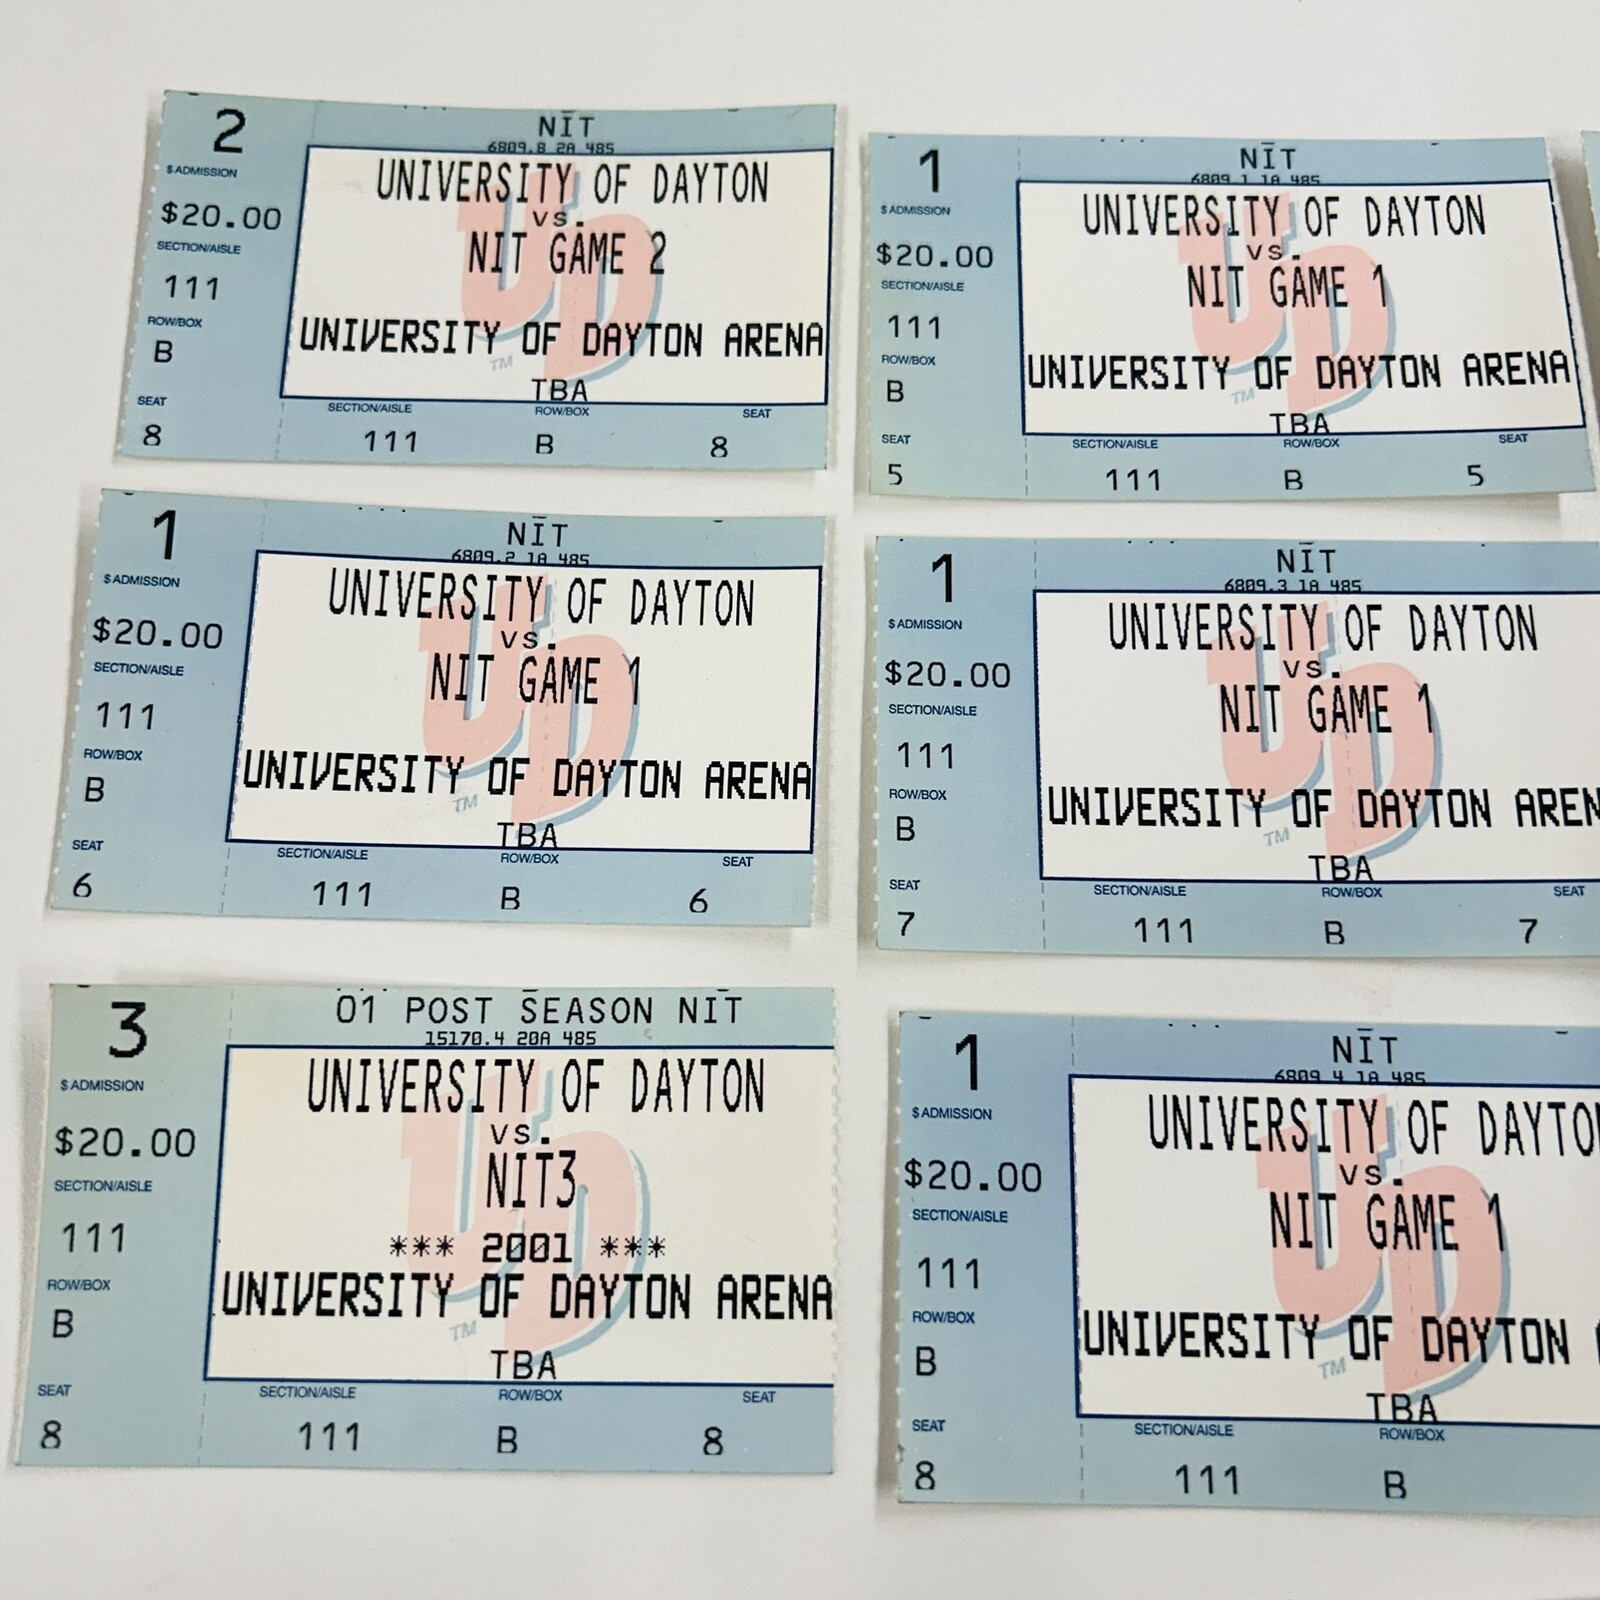 2
NIT
6809.8 2A 485
$ ADMISSION
$20.00
SECTION/AISLE
111
ROW/BOX
B
SEAT
8
UNIVERSITY OF DAYTON
VS.
NIT GAME 2
UNIVERSITY OF DAYTON ARENA
TM
TBA
SECTION/AISLE ROW/BOX SEAT
111 B 8
1
NIT
6809.1 1A 485
$ ADMISSION
$20.00
SECTION/AISLE
111
ROW/BOX
B
SEAT
5
UNIVERSITY OF DAYTON
VS.
NIT GAME 1
UNIVERSITY OF DAYTON ARENA
TM
TBA
SECTION/AISLE ROW/BOX SEAT
111 B 5
1
NIT
6809.2 1A 485
$ ADMISSION
$20.00
SECTION/AISLE
111
ROW/BOX
B
SEAT
6
UNIVERSITY OF DAYTON
VS.
NIT GAME 1
UNIVERSITY OF DAYTON ARENA
TM
TBA
SECTION/AISLE ROW/BOX SEAT
111 B 6
1
NIT
6809.3 1A 485
$ ADMISSION
$20.00
SECTION/AISLE
111
ROW/BOX
B
SEAT
7
UNIVERSITY OF DAYTON
VS.
NIT GAME 1
UNIVERSITY OF DAYTON AREN
TM
TBA
SECTION/AISLE ROW/BOX SEAT
111 B 7
3
01 POST SEASON NIT
15170.4 20A 485
$ ADMISSION
$20.00
SECTION/AISLE
111
ROW/BOX
B
SEAT
8
UNIVERSITY OF DAYTON
VS.
NIT3
*** 2001 ***
UNIVERSITY OF DAYTON ARENA
TM
TBA
SECTION/AISLE ROW/BOX SEAT
111 B 8
1
NIT
6809.4 1A 485
$ ADMISSION
$20.00
SECTION/AISLE
111
ROW/BOX
B
SEAT
8
UNIVERSITY OF DAYTO
VS.
NIT GAME 1
UNIVERSITY OF DAYTON
TM
TBA
SECTION/AISLE ROW/BOX
111 B